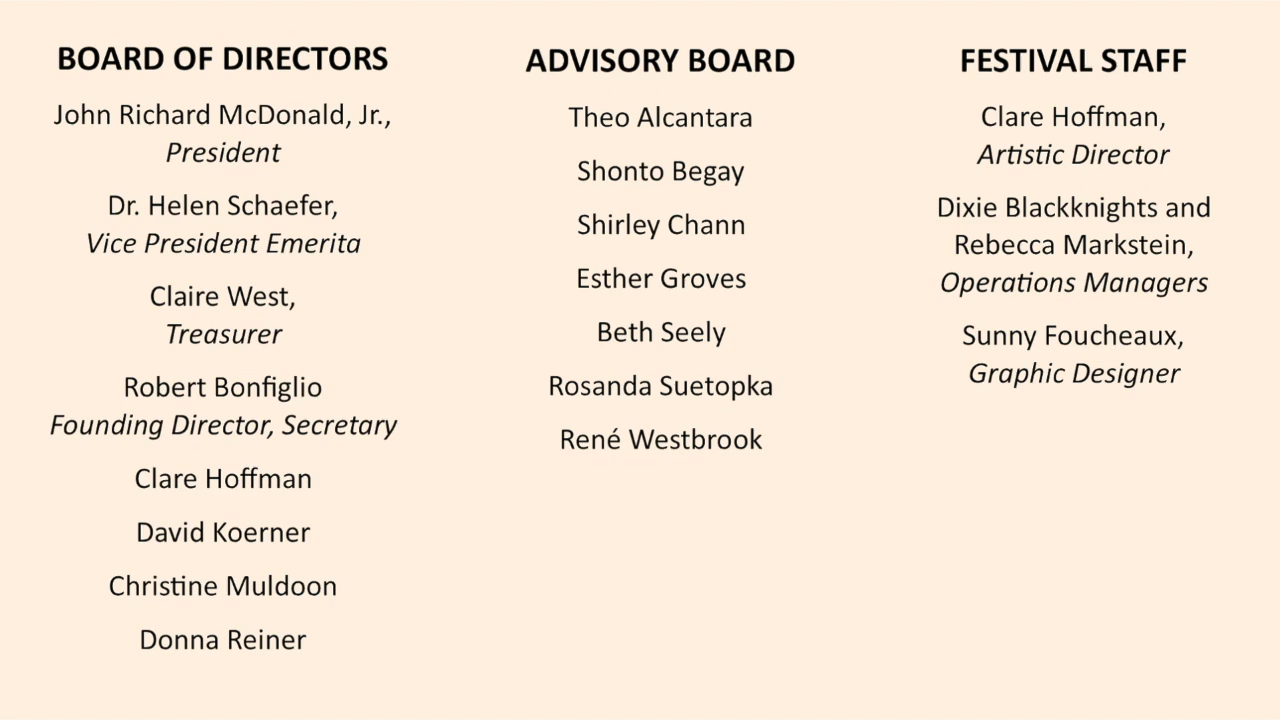 BOARD OF DIRECTORS
John Richard McDonald, Jr.,
President
Dr. Helen Schaefer,
Vice President Emerita
Claire West,
Treasurer
Robert Bonfiglio
Founding Director, Secretary
Clare Hoffman
David Koerner
Christine Muldoon
Donna Reiner
ADVISORY BOARD
Theo Alcantara
Shonto Begay
Shirley Chann
Esther Groves
Beth Seely
Rosanda Suetopka
René Westbrook
FESTIVAL STAFF
Clare Hoffman,
Artistic Director
Dixie Blackknights and
Rebecca Markstein,
Operations Managers
Sunny Foucheaux,
Graphic Designer